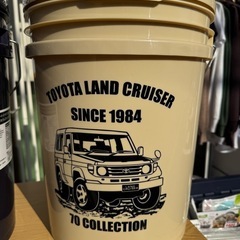 TOYOTA LAND CRUISER
SINCE 1984
70 COLLECTION